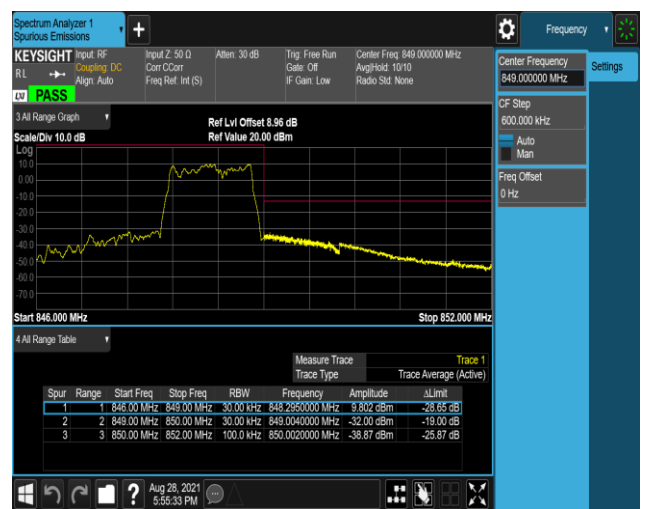 Spectrum Analyzer 1
Spurious Emissions
Frequency
KEYSIGHT Input: RF Input Z: 50 Ω Atten: 30 dB Trig: Free Run Center Freq: 849.000000 MHz
RL Coupling: DC Corr CCorr Gate: Off Avg|Hold: 10/10
Align: Auto Freq Ref: Int (S) IF Gain: Low Radio Std: None
LXI PASS
Center Frequency
849.000000 MHz
Settings
CF Step
600.000 kHz
Auto
Man
Freq Offset
0 Hz
3 All Range Graph
Ref Lvl Offset 8.96 dB
Scale/Div 10.0 dB Ref Value 20.00 dBm
Log
10.0
0.00
-10.0
-20.0
-30.0
-40.0
-50.0
-60.0
-70.0
Start 846.000 MHz Stop 852.000 MHz
4 All Range Table
Measure Trace Trace 1
Trace Type Trace Average (Active)
Spur Range Start Freq Stop Freq RBW Frequency Amplitude ΔLimit
1 1 846.00 MHz 849.00 MHz 30.00 kHz 848.2950000 MHz 9.802 dBm -28.65 dB
2 2 849.00 MHz 850.00 MHz 30.00 kHz 849.0040000 MHz -32.00 dBm -19.00 dB
3 3 850.00 MHz 852.00 MHz 100.0 kHz 850.0020000 MHz -38.87 dBm -25.87 dB
Aug 28, 2021
5:55:33 PM